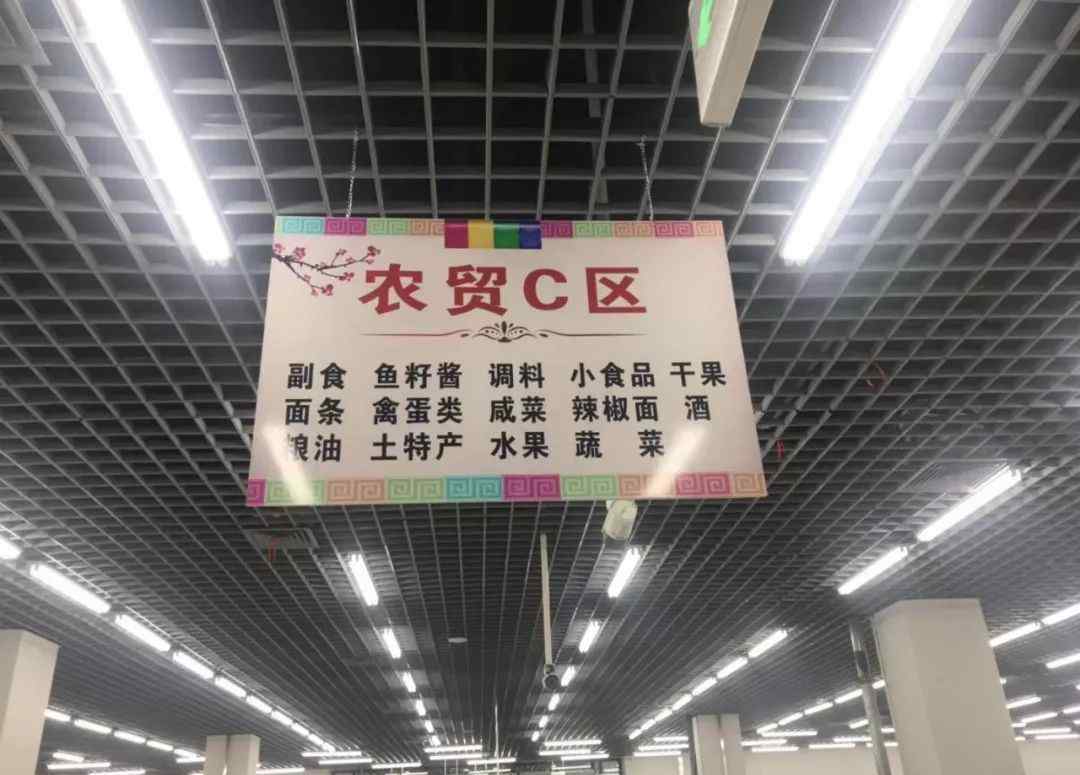 农贸C区
副食 鱼籽酱 调料 小食品 干果
面条 禽蛋类 咸菜 辣椒面 酒
粮油 土特产 水果 蔬 菜